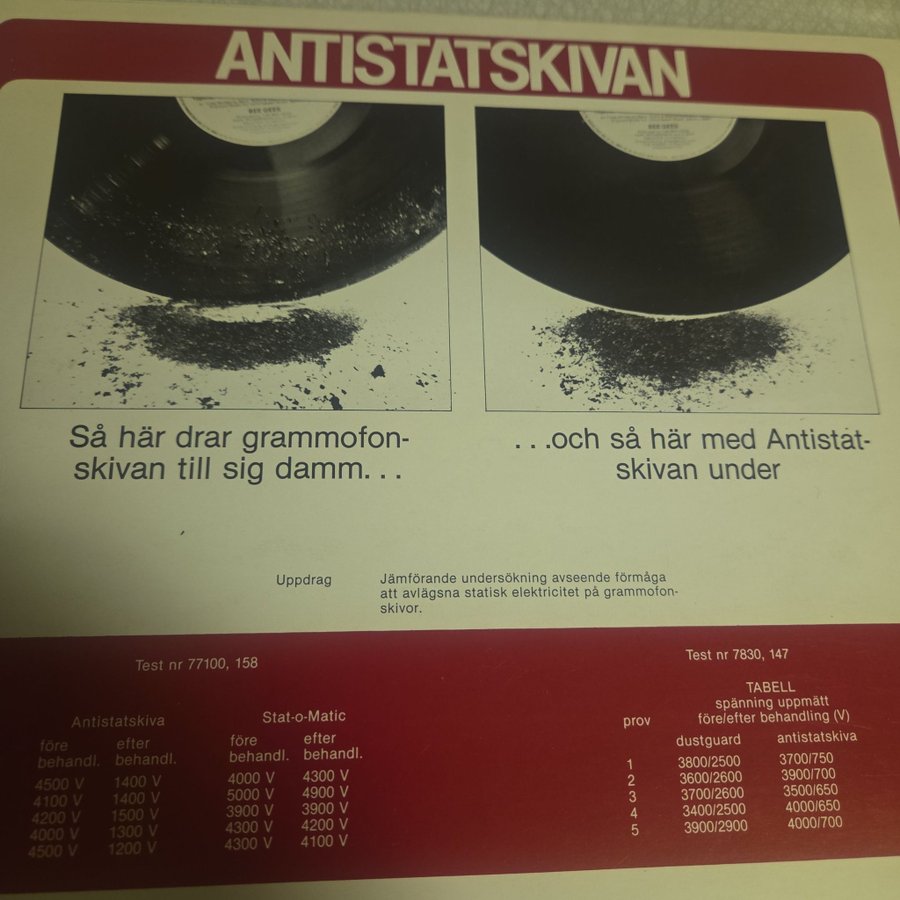 ANTISTATSKIVAN
BEE GEES
BEE GEES
Så här drar grammofon-
skivan till sig damm. . .
. . .och så här med Antistat-
skivan under
Uppdrag
Jämförande undersökning avseende förmåga
att avlägsna statisk elektricitet på grammofon-
skivor.
Test nr 77100, 158
Antistatskiva Stat-o-Matic
före efter före efter
behandl. behandl. behandl. behandl.
4500 V 1400 V 4000 V 4300 V
4100 V 1400 V 5000 V 4900 V
4200 V 1500 V 3900 V 3900 V
4000 V 1300 V 4300 V 4200 V
4500 V 1200 V 4300 V 4100 V
Test nr 7830, 147
TABELL
spänning uppmätt
prov före/efter behandling (V)
dustguard antistatskiva
1 3800/2500 3700/750
2 3600/2600 3900/700
3 3700/2600 3500/650
4 3400/2500 4000/650
5 3900/2900 4000/700